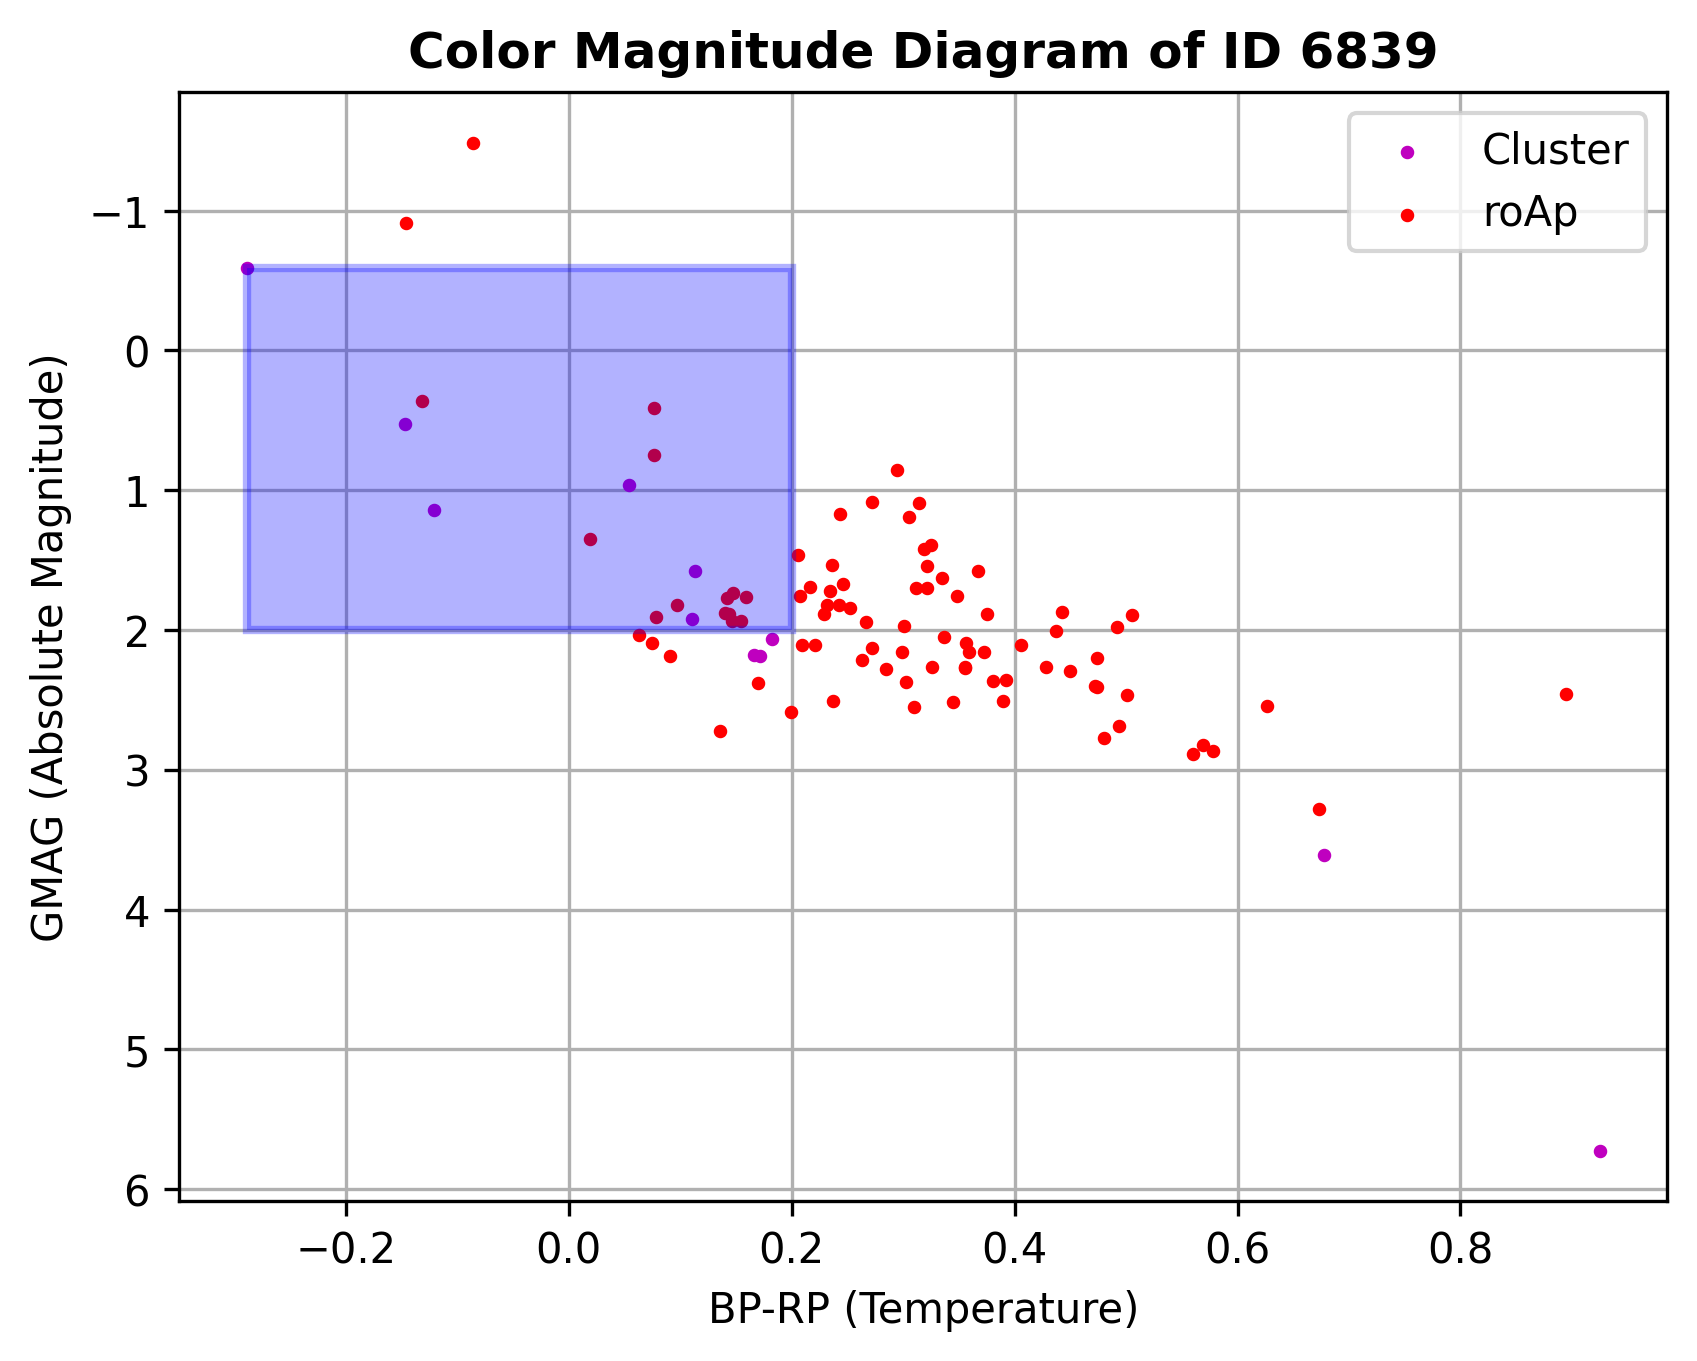 Color Magnitude Diagram of ID 6839
Cluster
roAp
−1
0
1
2
3
4
5
6
GMAG (Absolute Magnitude)
−0.2 0.0 0.2 0.4 0.6 0.8
BP-RP (Temperature)